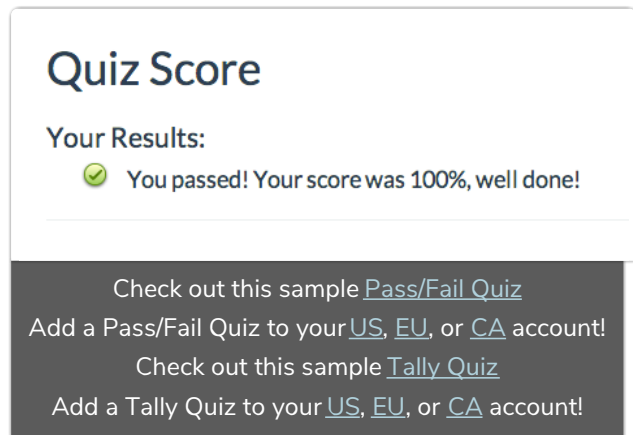 Quiz Score
Your Results:
You passed! Your score was 100%, well done!
Check out this sample Pass/Fail Quiz
Add a Pass/Fail Quiz to your US, EU, or CA account!
Check out this sample Tally Quiz
Add a Tally Quiz to your US, EU, or CA account!